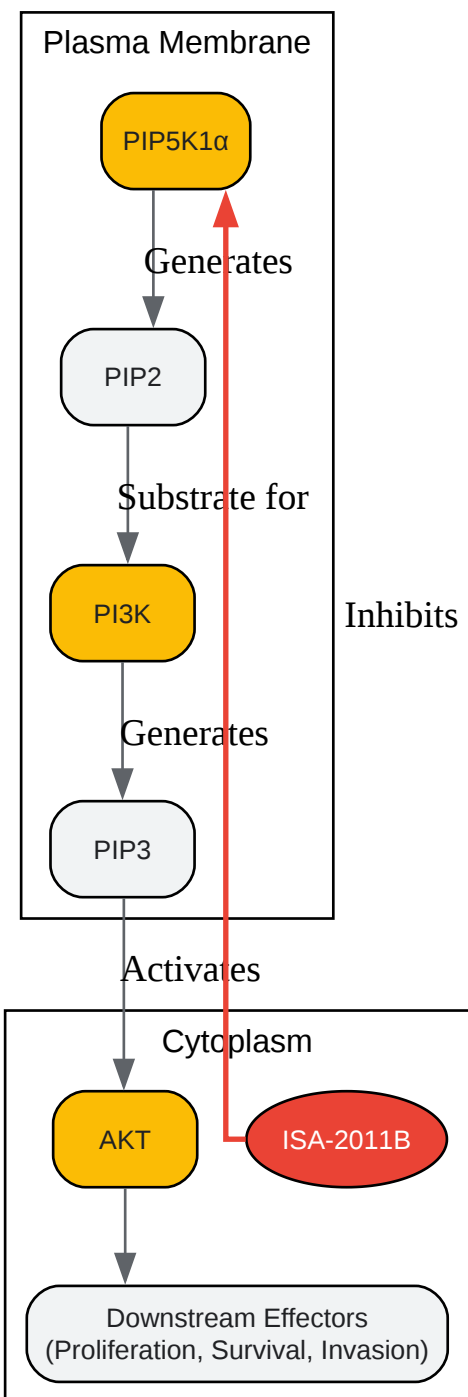 Plasma Membrane
PIP5K1α
Generates
PIP2
Substrate for
PI3K
Inhibits
Generates
PIP3
Activates
Cytoplasm
AKT
ISA-2011B
Downstream Effectors
(Proliferation, Survival, Invasion)